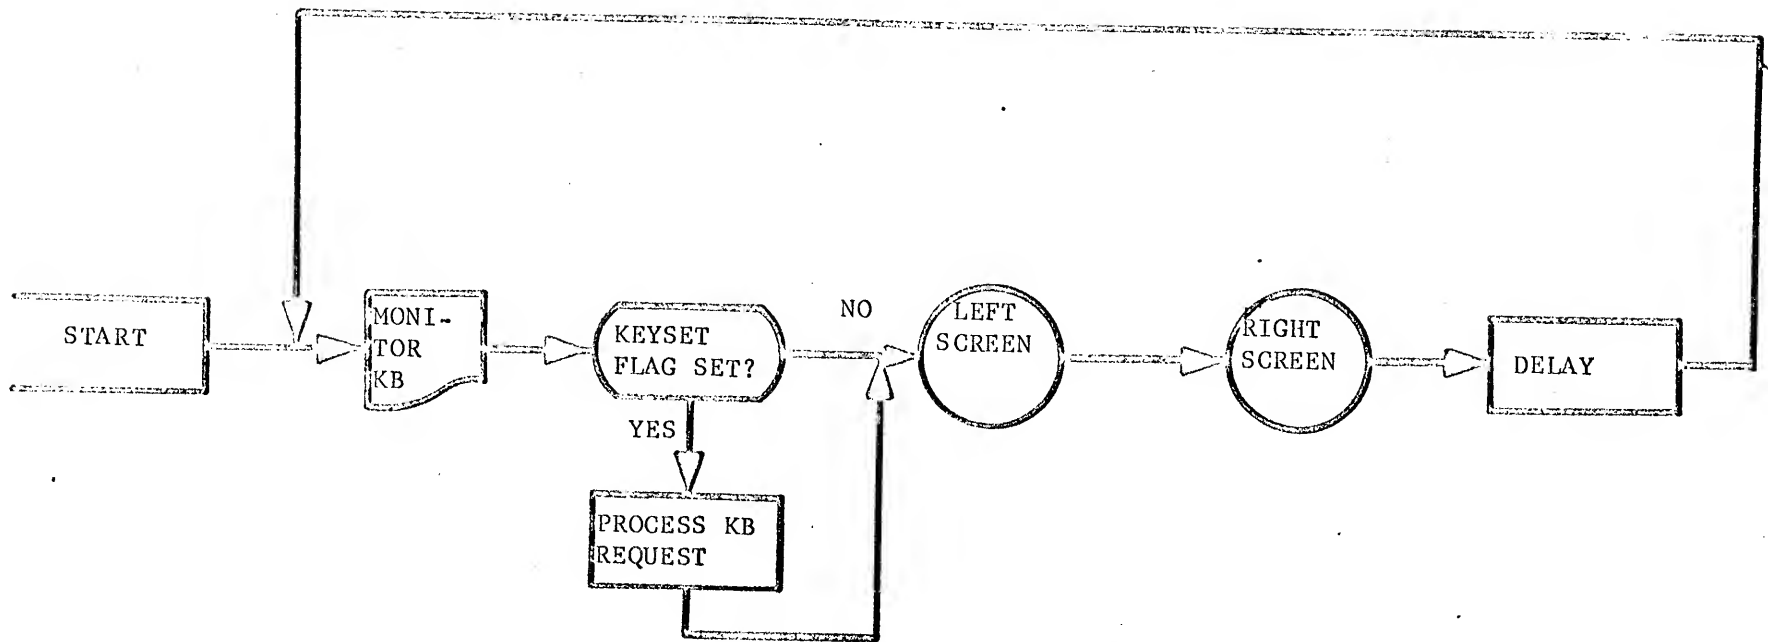 START
MONI-
TOR
KB
KEYSET
FLAG SET?
NO
YES
PROCESS KB
REQUEST
LEFT
SCREEN
RIGHT
SCREEN
DELAY